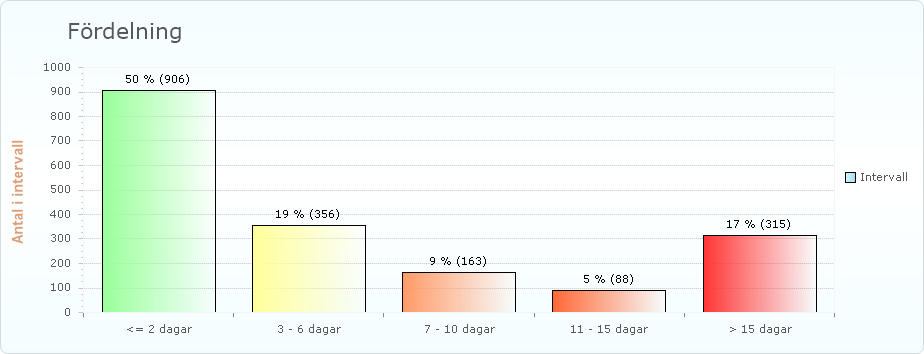 Fördelning
Antal i intervall
1000
900
800
700
600
500
400
300
200
100
0
50 % (906)
19 % (356)
9 % (163)
5 % (88)
17 % (315)
<= 2 dagar
3 - 6 dagar
7 - 10 dagar
11 - 15 dagar
> 15 dagar
Intervall